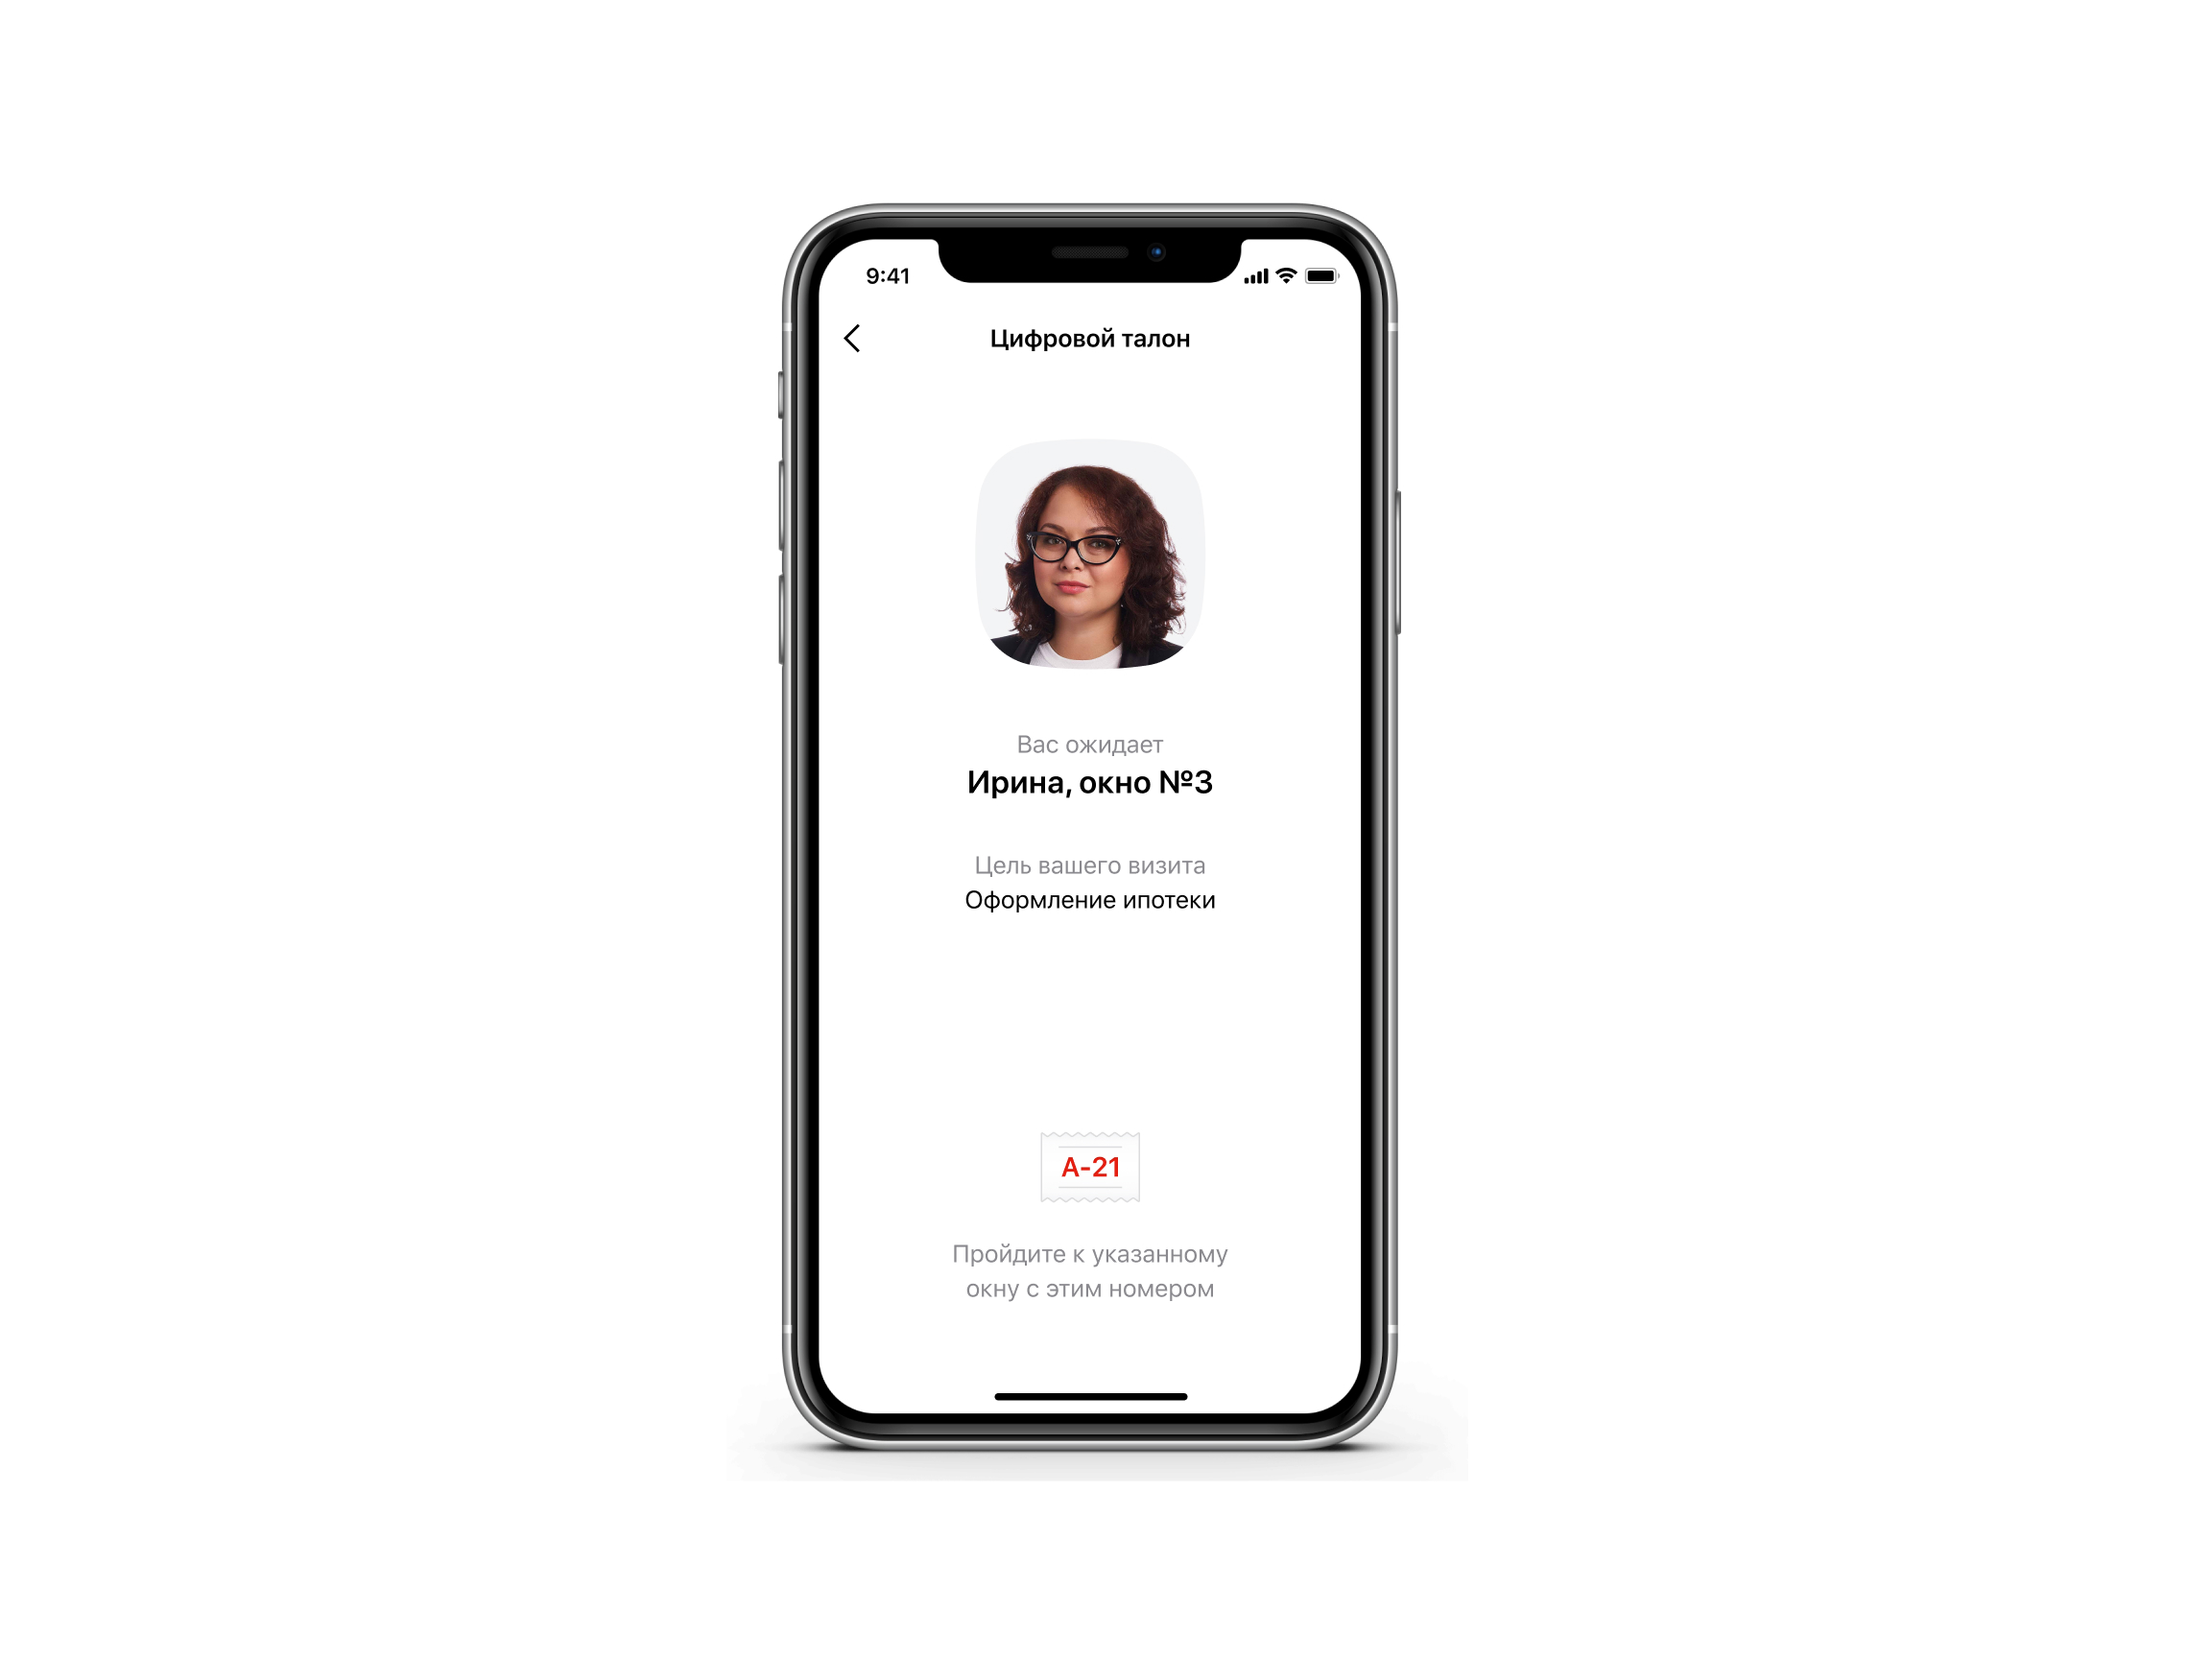 9:41
Цифровой талон
Вас ожидает
Ирина, окно №3
Цель вашего визита
Оформление ипотеки
А-21
Пройдите к указанному
окну с этим номером